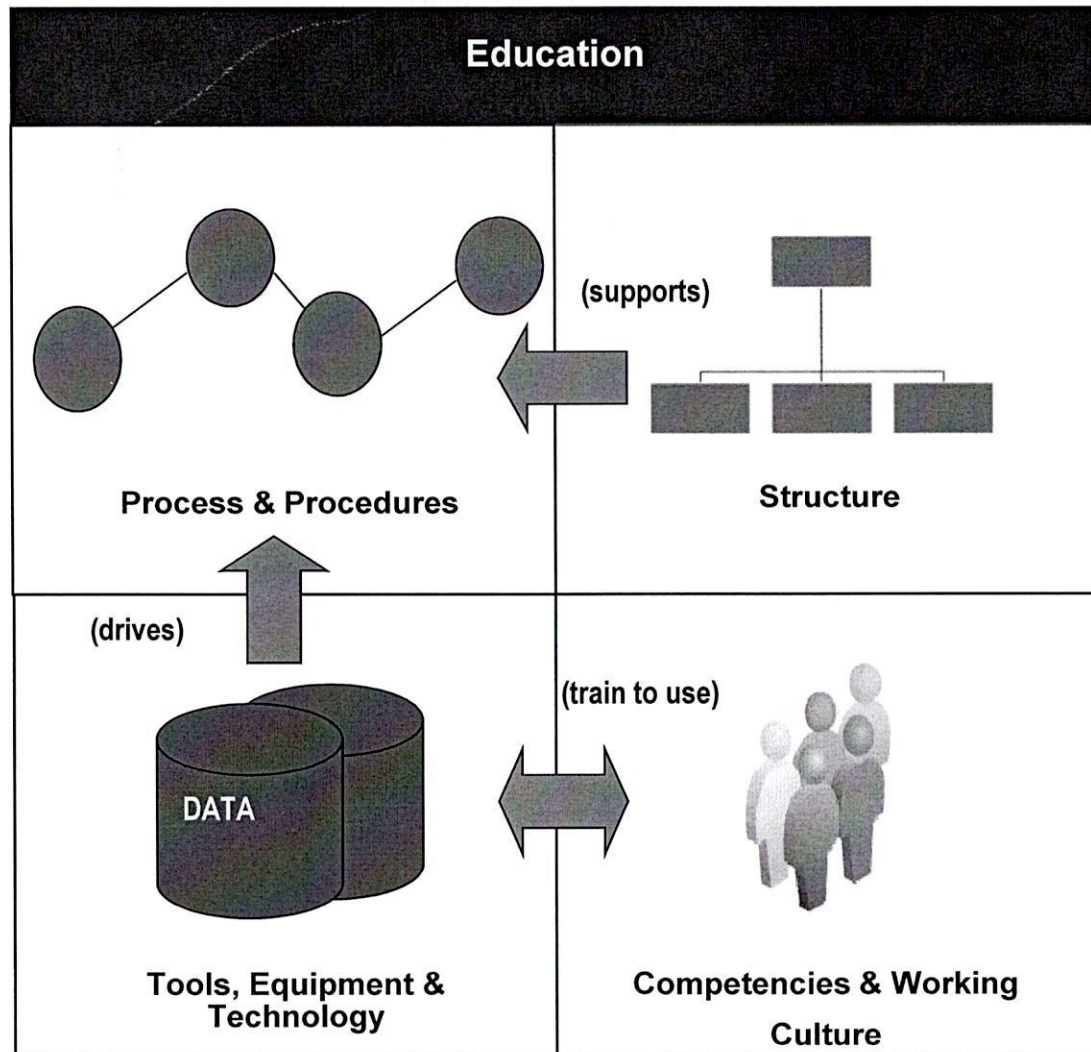 Education
(supports)
Process & Procedures
Structure
(drives)
(train to use)
DATA
Tools, Equipment &
Technology
Competencies & Working
Culture